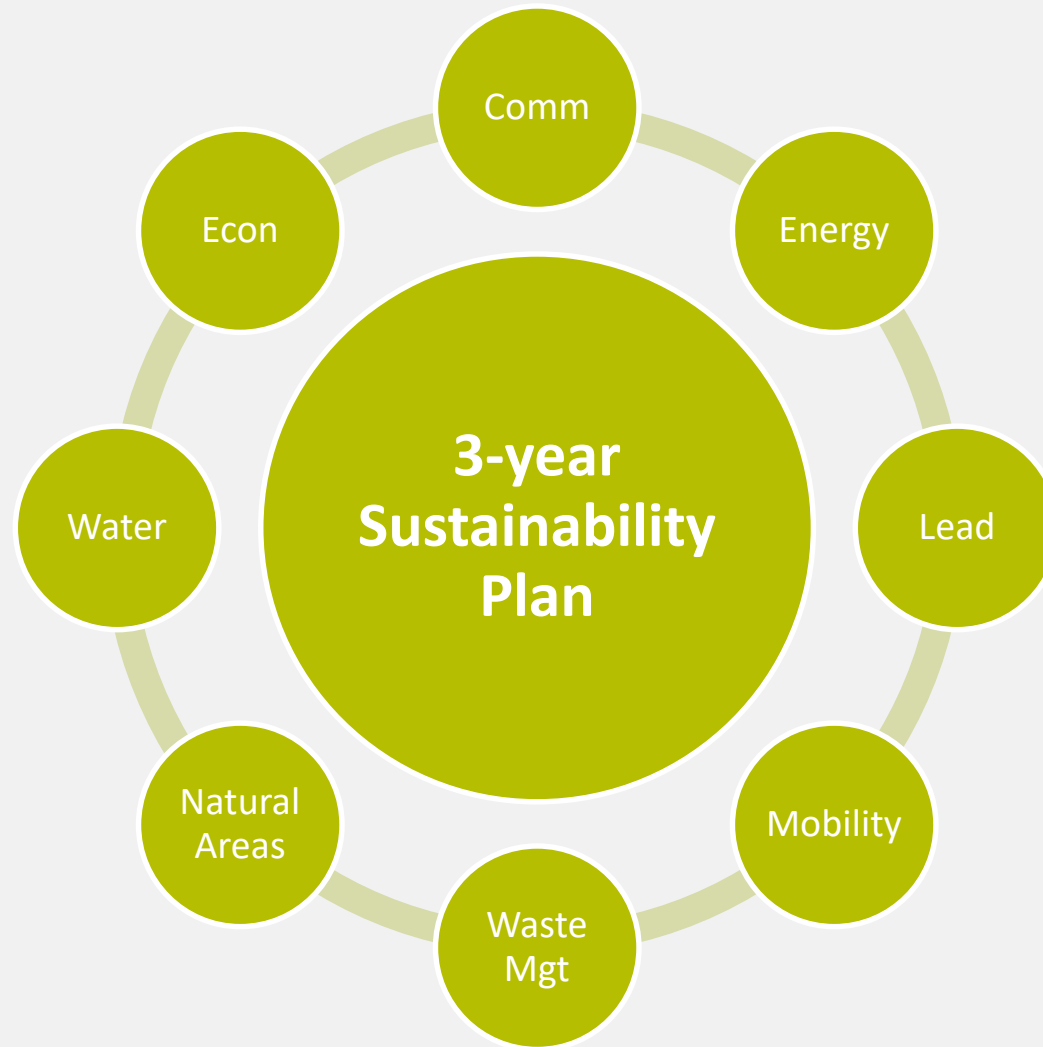 Comm
Energy
Lead
Mobility
Waste
Mgt
Natural
Areas
Water
Econ
3-year
Sustainability
Plan